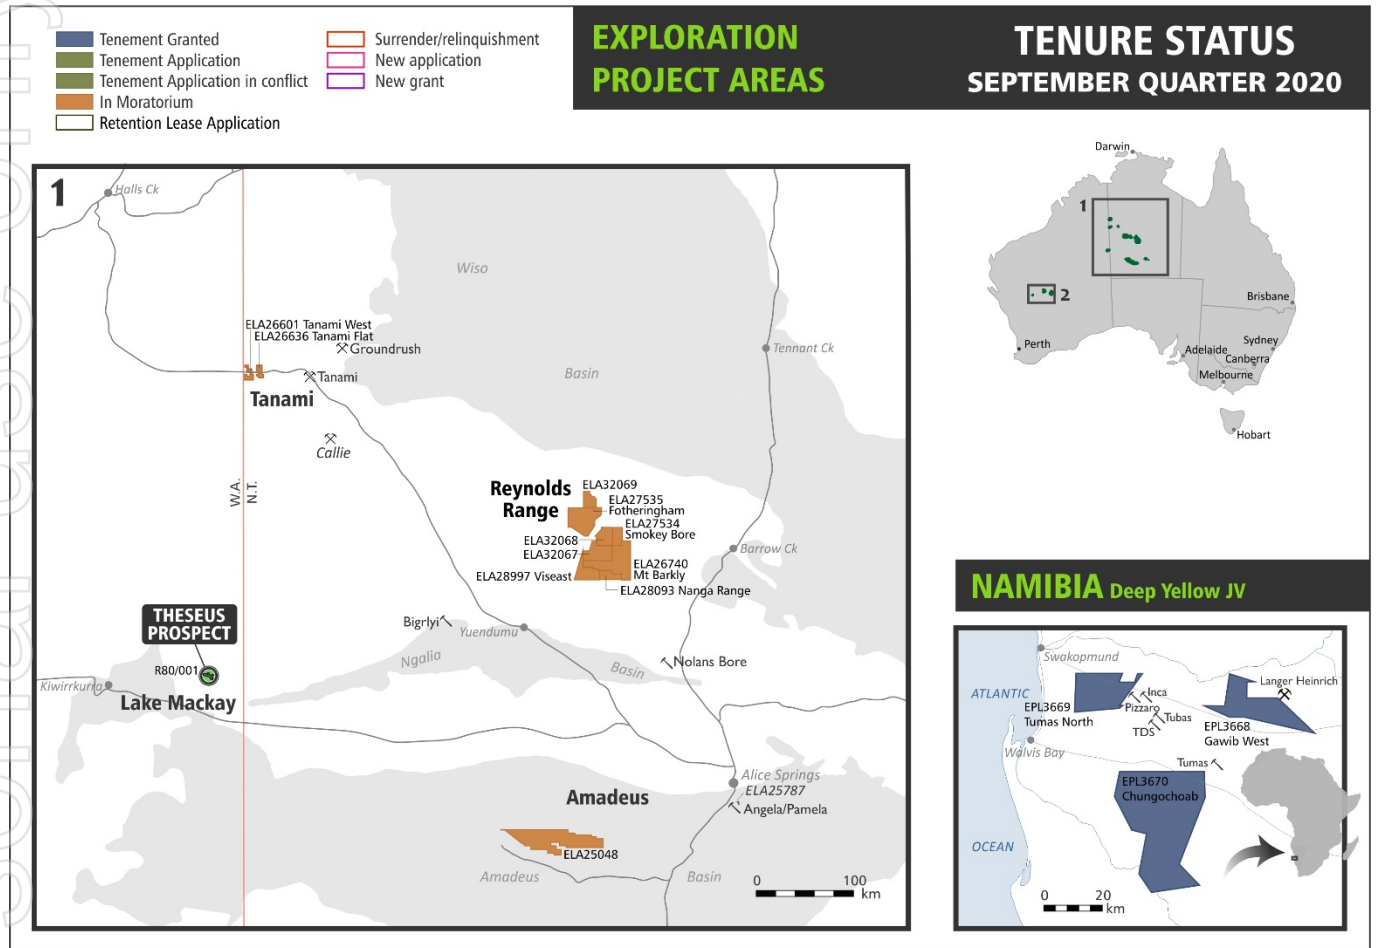 Tenement Granted
Tenement Application
Tenement Application in conflict
In Moratorium
Retention Lease Application
Surrender/relinquishment
New application
New grant
EXPLORATION
PROJECT AREAS
TENURE STATUS
SEPTEMBER QUARTER 2020
1
Halls Ck
Wiso
Basin
ELA26601 Tanami West
ELA26636 Tanami Flat
Groundrush
Tanami
Tanami
Callie
Tennant Ck
W.A.
N.T.
Reynolds
Range
ELA32069
ELA27535
Fotheringham
ELA27534
Smokey Bore
ELA32068
ELA32067
ELA26740
Mt Barkly
ELA28997 Viseast
ELA28093 Nanga Range
Barrow Ck
THESEUS
PROSPECT
R80/001
Kiwirrkurra
Lake Mackay
Bigrlyi
Yuendumu
Ngalia
Basin
Nolans Bore
Alice Springs
ELA25787
Angela/Pamela
Amadeus
ELA25048
Amadeus
Basin
0 100
km
Darwin
1
2
Brisbane
Perth
Adelaide
Sydney
Canberra
Melbourne
Hobart
NAMIBIA Deep Yellow JV
Swakopmund
ATLANTIC
EPL3669
Tumas North
Inca
Pizzaro
Tubas
TDS
Langer Heinrich
EPL3668
Gawib West
Walvis Bay
Tumas
EPL3670
Chungochoab
OCEAN
0 20
km